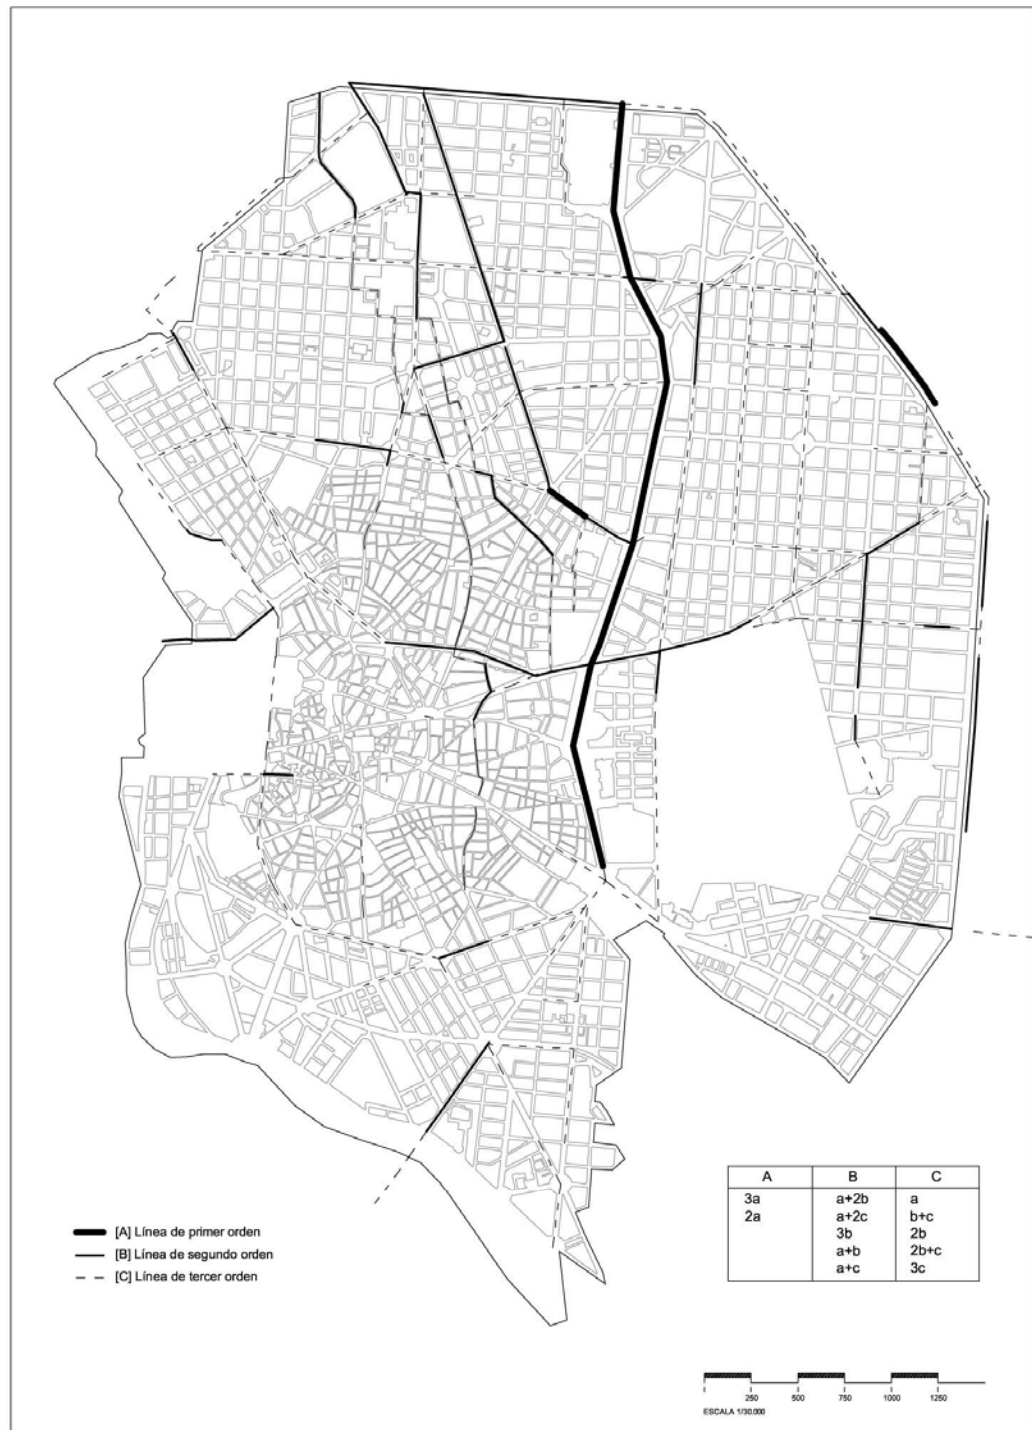 A B C
3a a+2b a
2a a+2c b+c
3b 2b
a+b 2b+c
a+c 3c
[A] Línea de primer orden
[B] Línea de segundo orden
[C] Línea de tercer orden
250 500 750 1000 1250
ESCALA 1/30.000